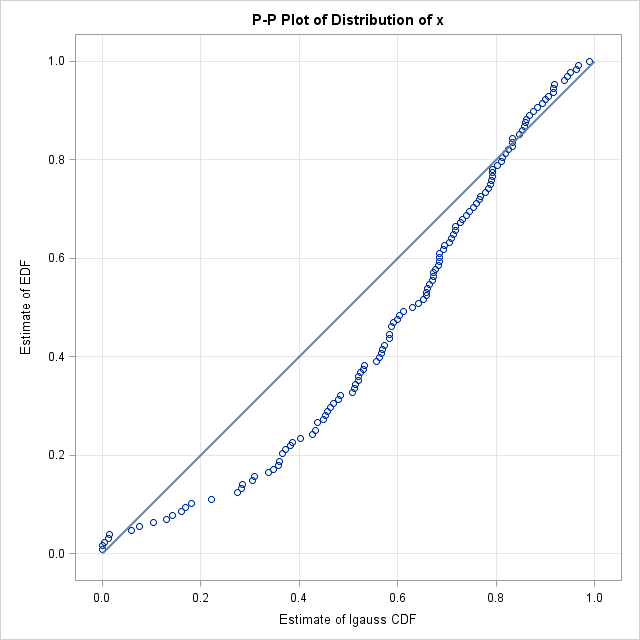 P-P Plot of Distribution of x
1.0
0.8
0.6
0.4
0.2
0.0
Estimate of EDF
0.0 0.2 0.4 0.6 0.8 1.0
Estimate of Igauss CDF